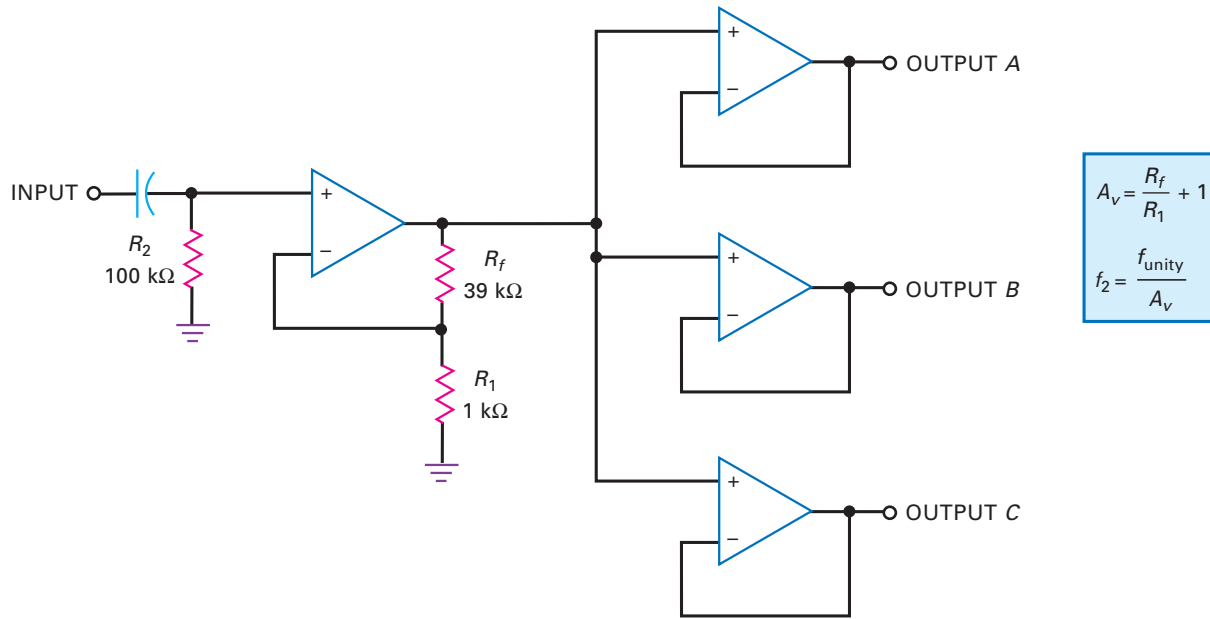 +
−
OUTPUT A
INPUT
+
−
R2
100 kΩ
Rf
39 kΩ
R1
1 kΩ
+
−
OUTPUT B
+
−
OUTPUT C
Av = Rf / R1 + 1
f2 = funity / Av